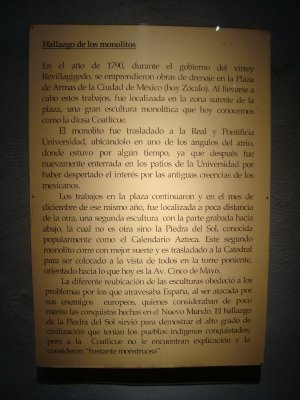 Hallazgo de los monolitos
En el año de 1790, durante el gobierno del virrey
Revillagigedo, se emprendieron obras de drenaje en la Plaza
de Armas de la Ciudad de México (hoy Zócalo). Al llevarse a
cabo estos trabajos, fue localizada en la zona sureste de la
plaza, una gran escultura monolítica que hoy conocemos
como la diosa Coatlicue.
El monolito fue trasladado a la Real y Pontificia
Universidad, ubicándolo en uno de los ángulos del atrio,
donde estuvo por algún tiempo, ya que después fue
nuevamente enterrada en los patios de la Universidad por
haber despertado el interés por las antiguas creencias de los
mexicanos.
Los trabajos en la plaza continuaron y en el mes de
diciembre de ese mismo año, fue localizada a poca distancia
de la otra, una segunda escultura con la parte grabada hacia
abajo, la cual no es otra sino la Piedra del Sol, conocida
popularmente como el Calendario Azteca. Este segundo
monolito corre con mejor suerte y es trasladado a la Catedral
para ser colocado a la vista de todos en la torre poniente,
orientado hacia lo que hoy es la Av. Cinco de Mayo.
La diferente reubicación de las esculturas obedeció a los
problemas por los que atravesaba España, al ser atacada por
sus enemigos europeos, quienes consideraban de poco
mérito las conquistas hechas en el Nuevo Mundo. El hallazgo
de la Piedra del Sol sirvió para demostrar el alto grado de
civilización que tenían los pueblos indígenas conquistados,
pero a la Coatlicue no le encuentran explicación y la
consideran "bastante monstruosa".